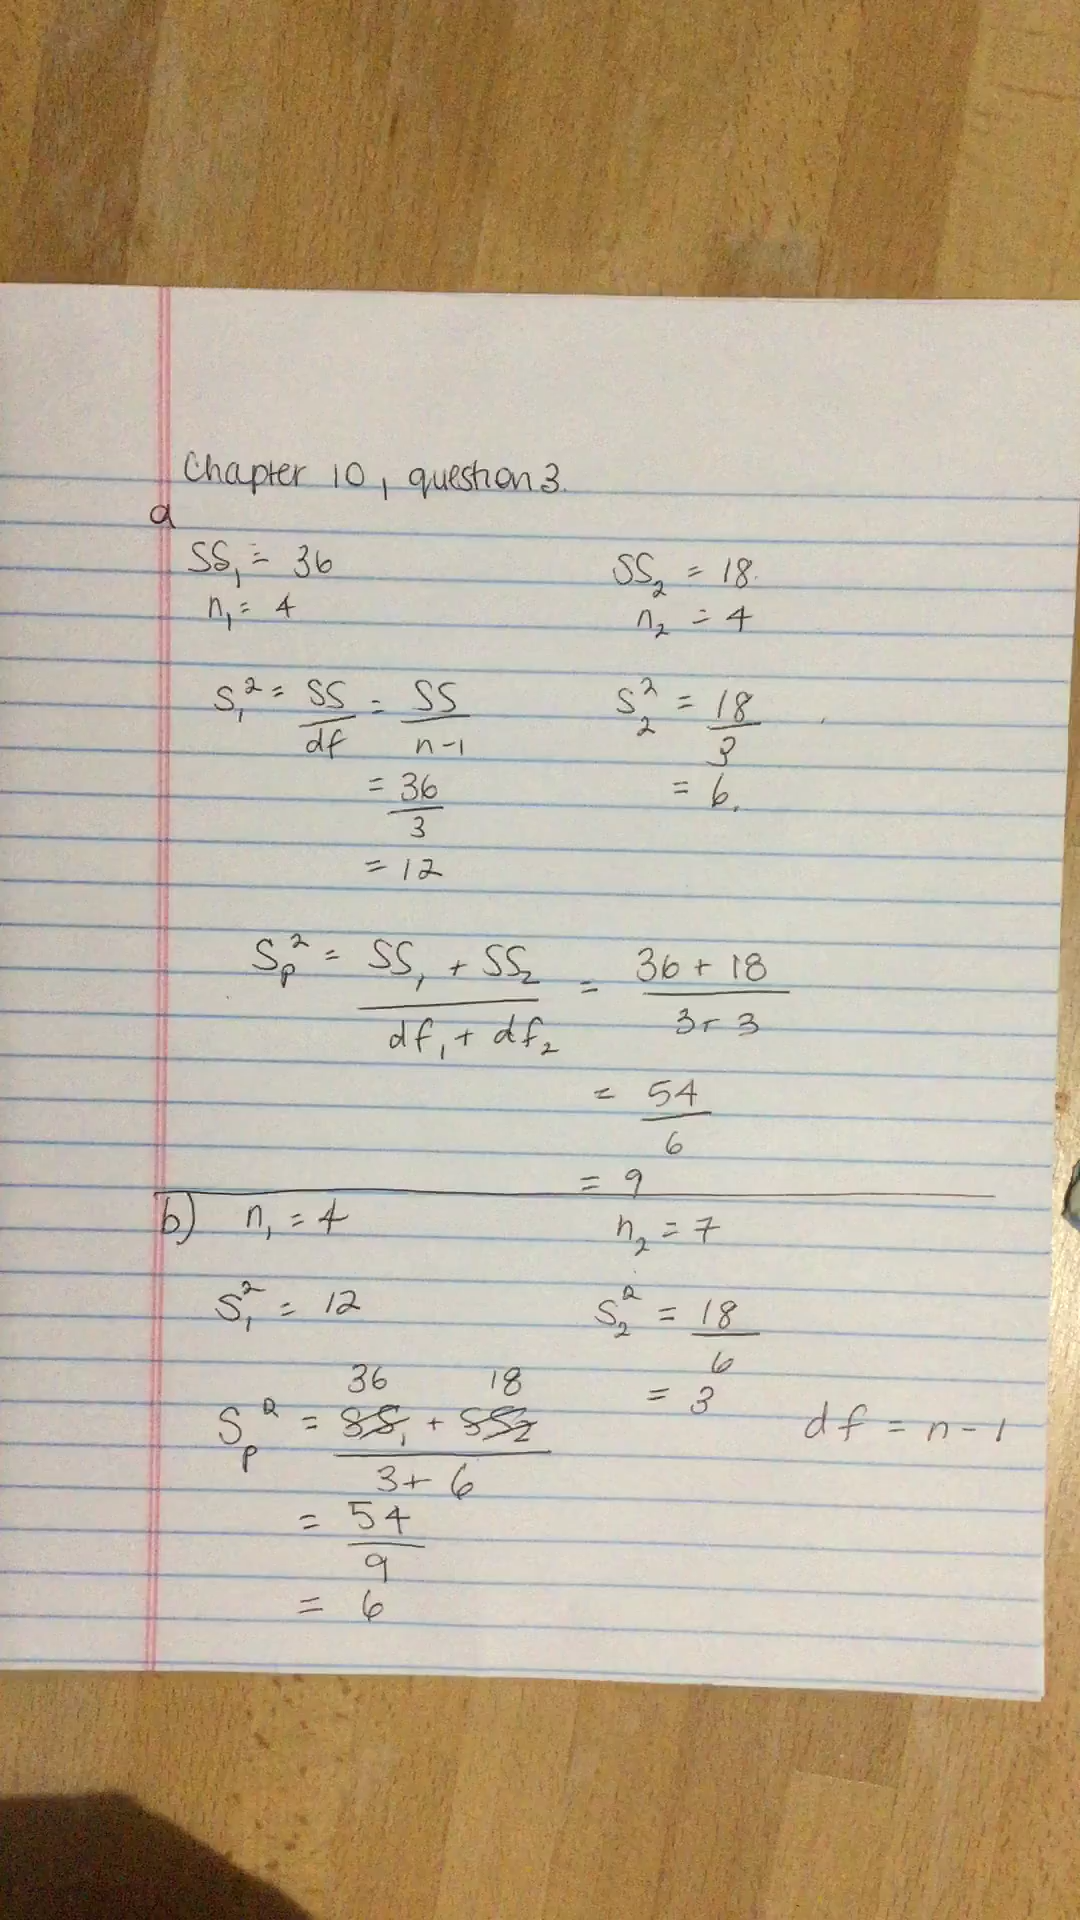 Chapter 10, question 3.
a
SS₁ = 36
SS₂ = 18.
n₁ = 4
n₂ = 4
S₁² = SS/df = SS/n-1
S₂² = 18/3
= 36/3
= 6.
= 12
Sp² = SS₁ + SS₂/df₁ + df₂ = 36 + 18/3+3
= 54/6
= 9
b) n₁ = 4
n₂ = 7
S₁² = 12
S₂² = 18/6
= 3
36 18
Sp² = SS₁ + SS₂/3+6
df = n-1
= 54/9
= 6